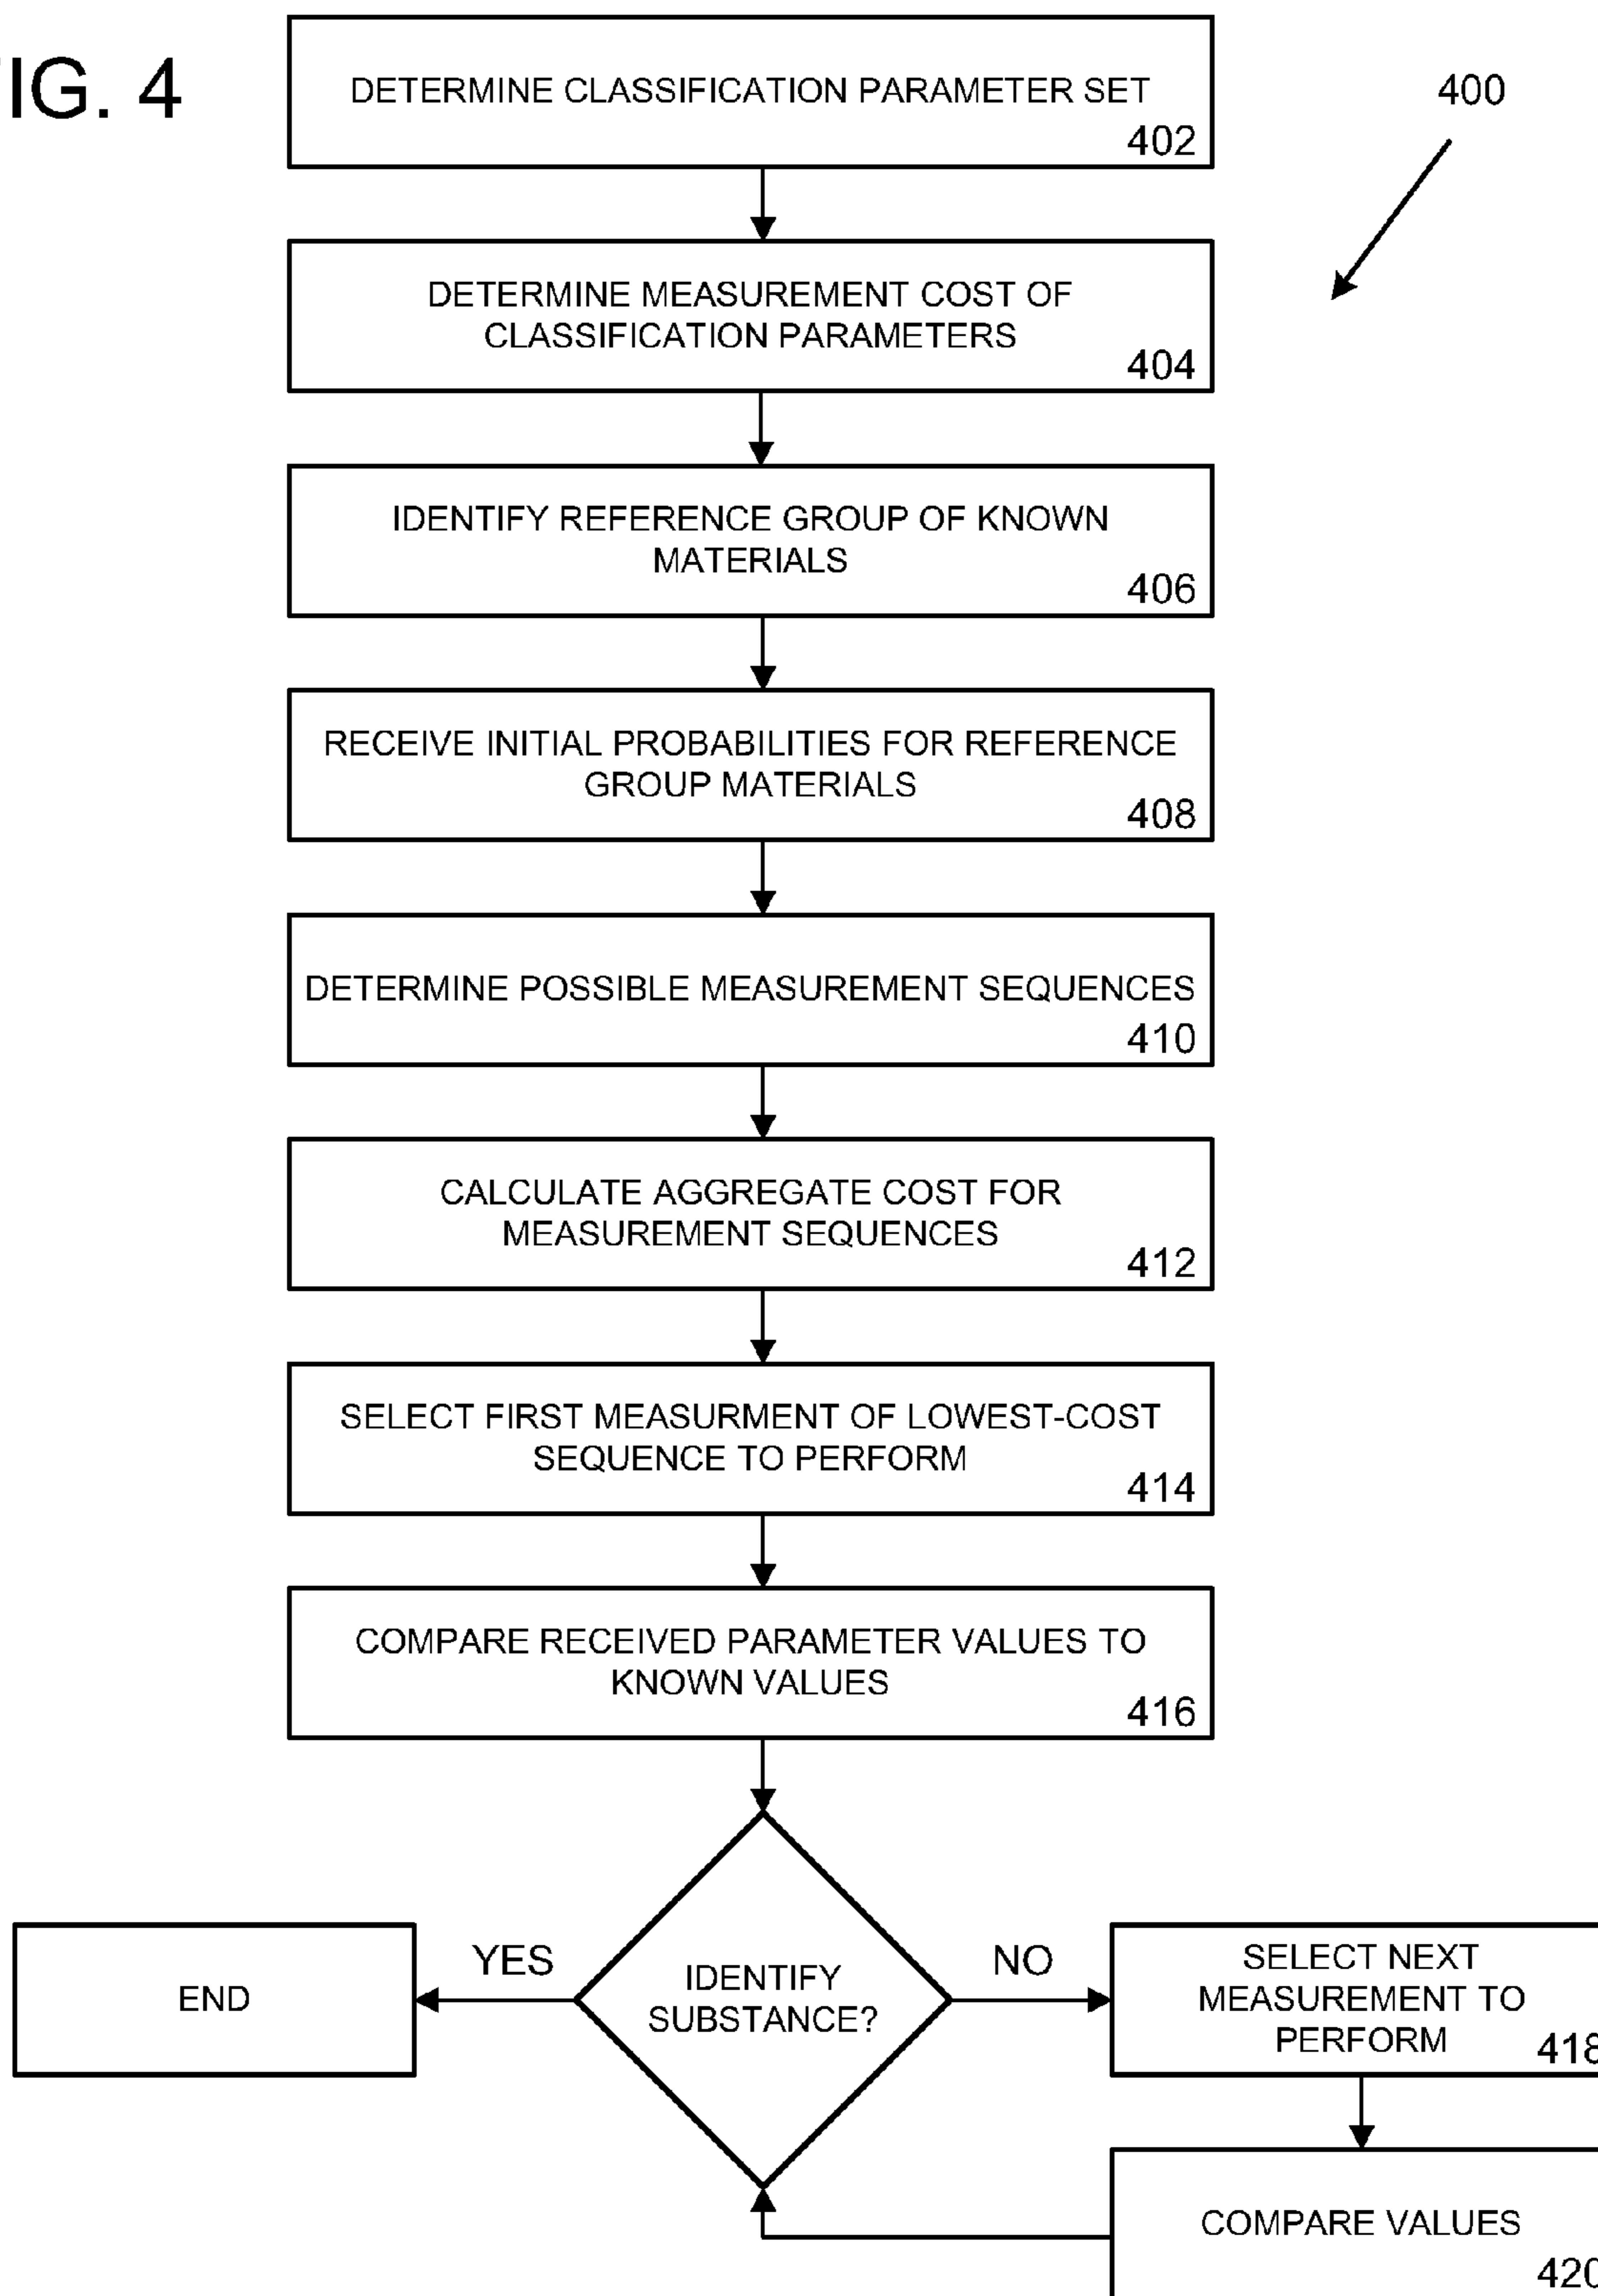 IG. 4
400
DETERMINE CLASSIFICATION PARAMETER SET
402
DETERMINE MEASUREMENT COST OF
CLASSIFICATION PARAMETERS
404
IDENTIFY REFERENCE GROUP OF KNOWN
MATERIALS
406
RECEIVE INITIAL PROBABILITIES FOR REFERENCE
GROUP MATERIALS
408
DETERMINE POSSIBLE MEASUREMENT SEQUENCES
410
CALCULATE AGGREGATE COST FOR
MEASUREMENT SEQUENCES
412
SELECT FIRST MEASURMENT OF LOWEST-COST
SEQUENCE TO PERFORM
414
COMPARE RECEIVED PARAMETER VALUES TO
KNOWN VALUES
416
IDENTIFY
SUBSTANCE?
YES
END
NO
SELECT NEXT
MEASUREMENT TO
PERFORM
418
COMPARE VALUES
420